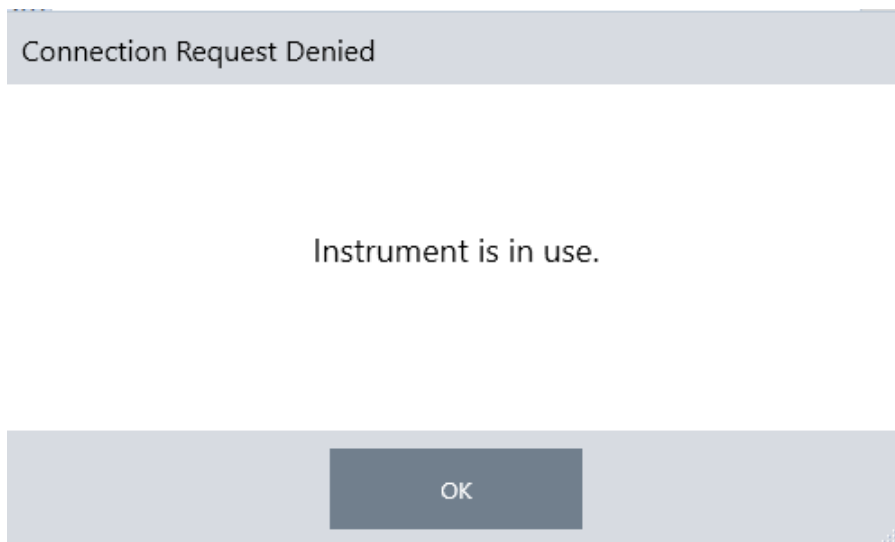 Connection Request Denied
Instrument is in use.
OK